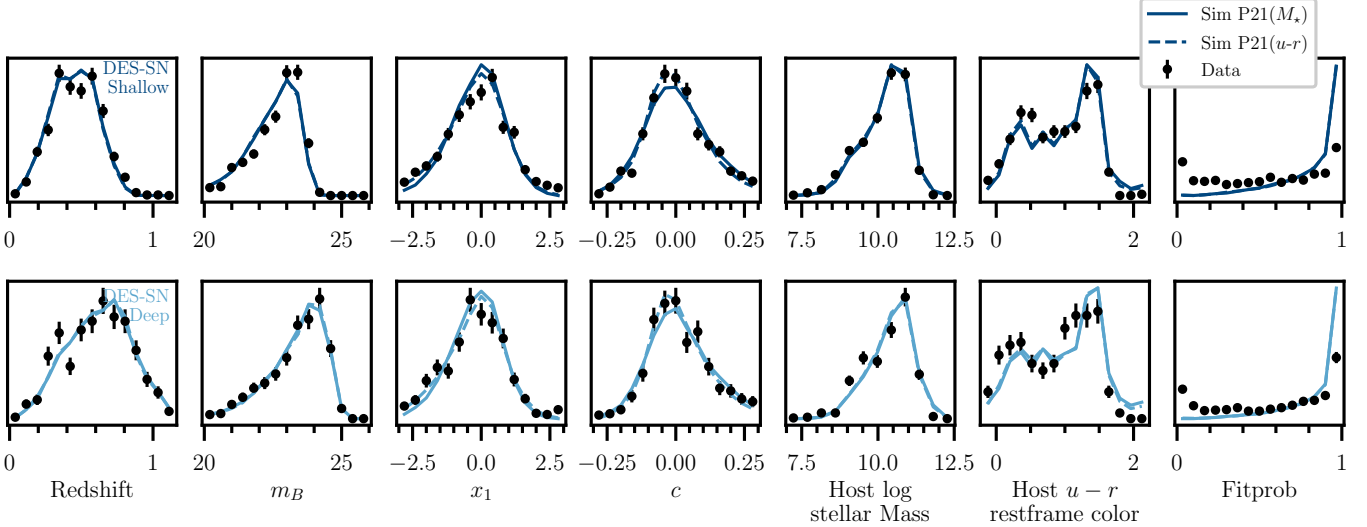 Sim P21(M⋆)
Sim P21(u-r)
Data
DES-SN
Shallow
0 1 20 25 −2.5 0.0 2.5 −0.25 0.00 0.25 7.5 10.0 12.5 0 2 0 1
DES-SN
Deep
0 1 20 25 −2.5 0.0 2.5 −0.25 0.00 0.25 7.5 10.0 12.5 0 2 0 1
Redshift m_B x_1 c Host log Host u − r Fitprob
stellar Mass restframe color